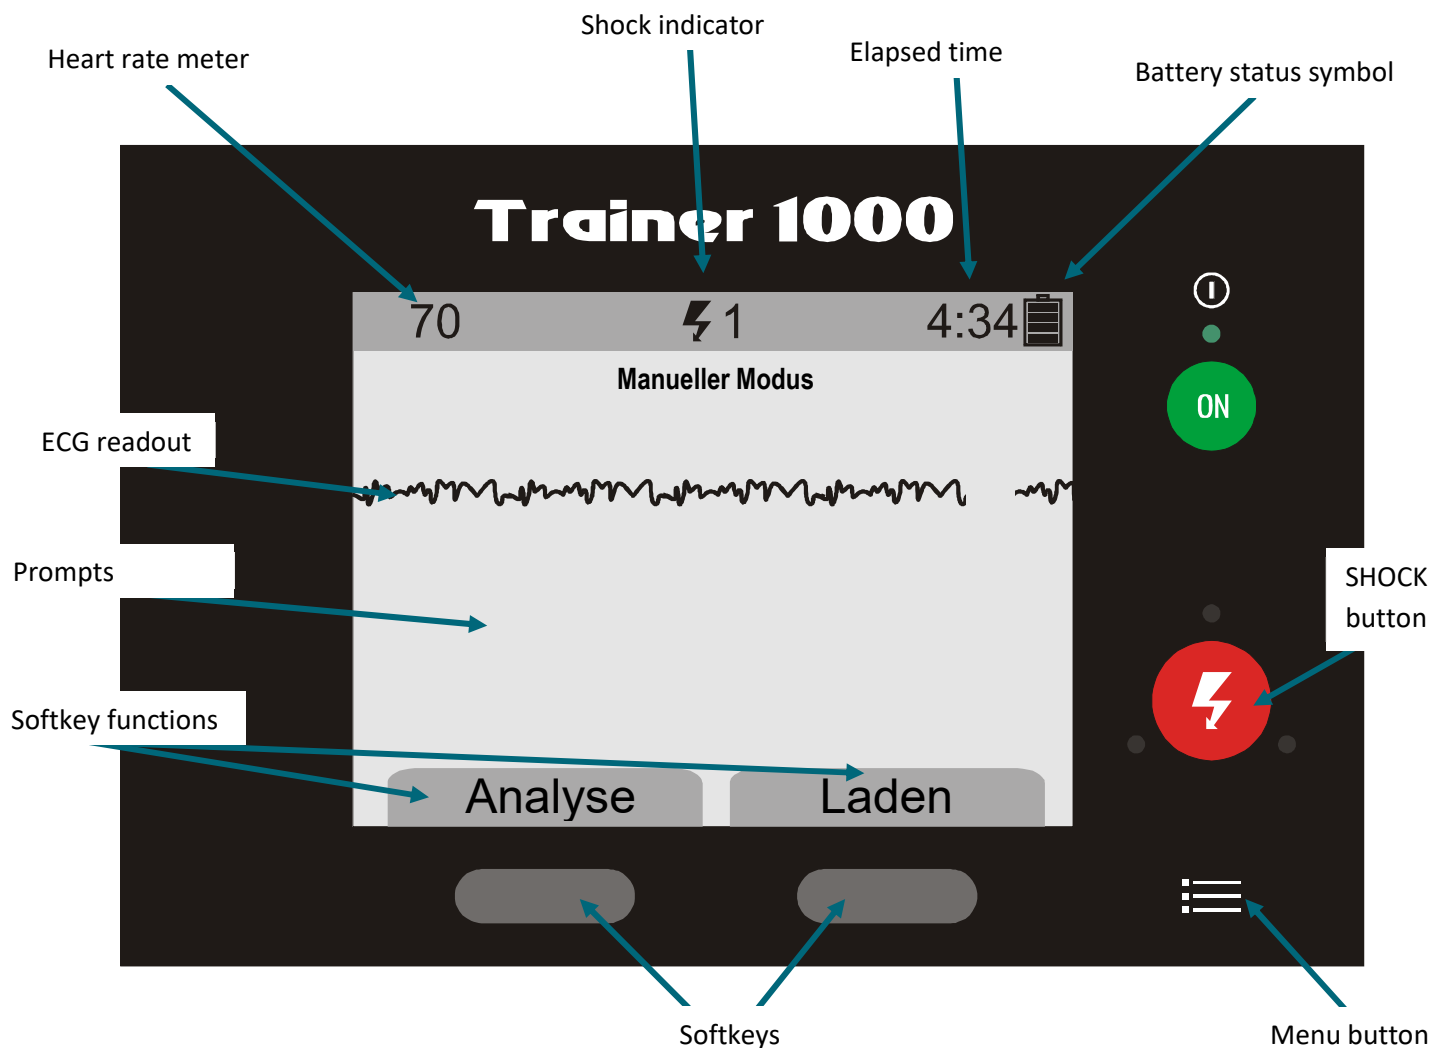 Shock indicator
Heart rate meter
Elapsed time
Battery status symbol
Trainer 1000
70
1
4:34
Manueller Modus
ON
ECG readout
Prompts
SHOCK
button
Softkey functions
Analyse
Laden
Softkeys
Menu button